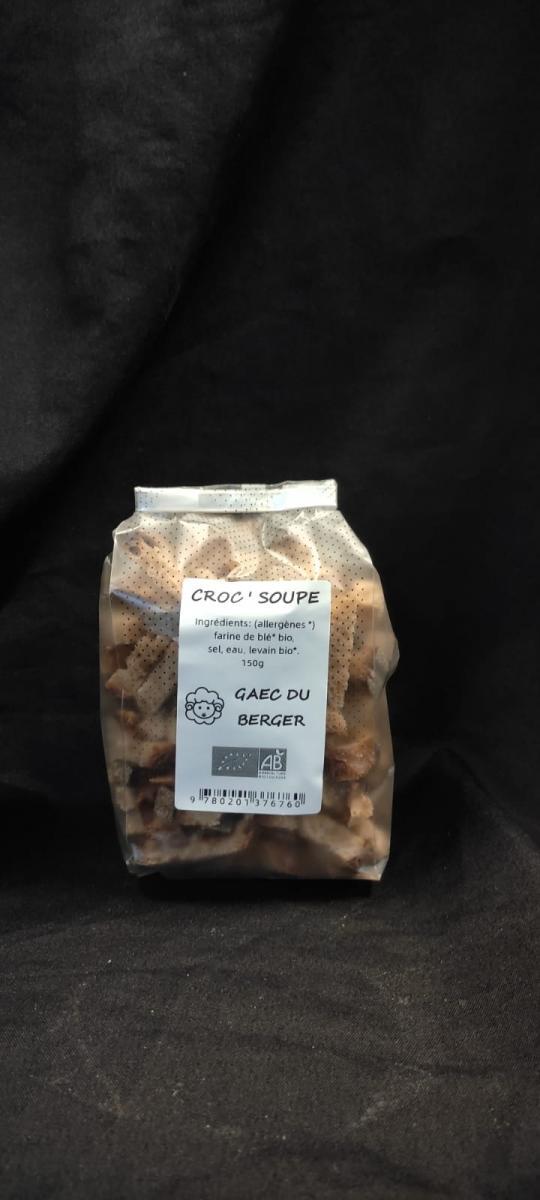 CROC' SOUPE
Ingrédients: (allergènes *)
farine de blé* bio,
sel, eau, levain bio*.
150g
GAEC DU
BERGER
AB
9 780201 376760